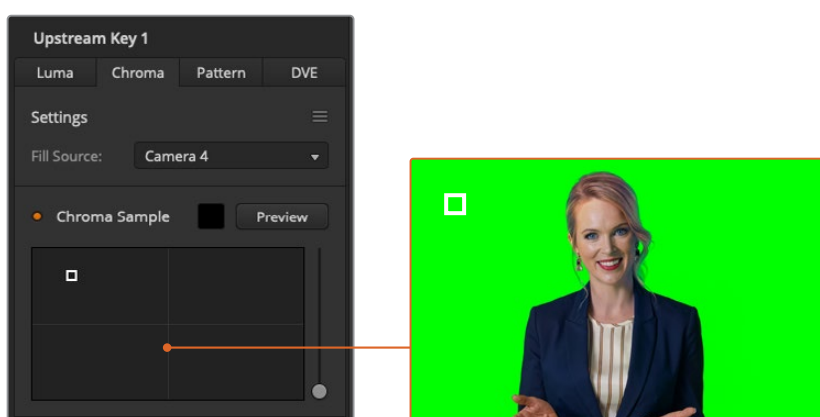 Upstream Key 1
Luma Chroma Pattern DVE
Settings
Fill Source: Camera 4
Chroma Sample Preview